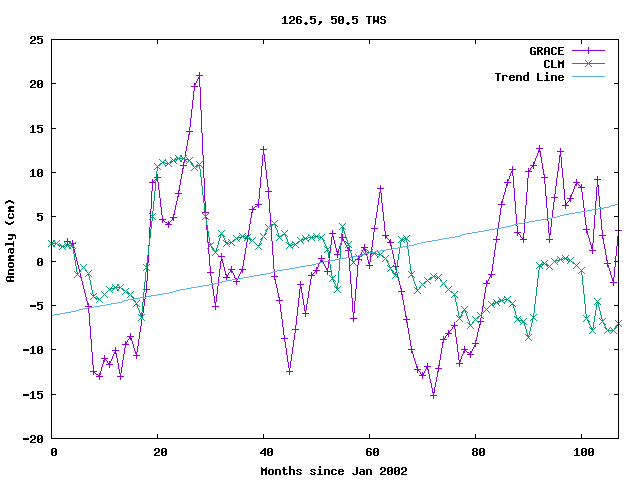 126.5, 50.5 TWS
GRACE
CLM
Trend Line
Anomaly (cm)
25
20
15
10
5
0
-5
-10
-15
-20
0 20 40 60 80 100
Months since Jan 2002